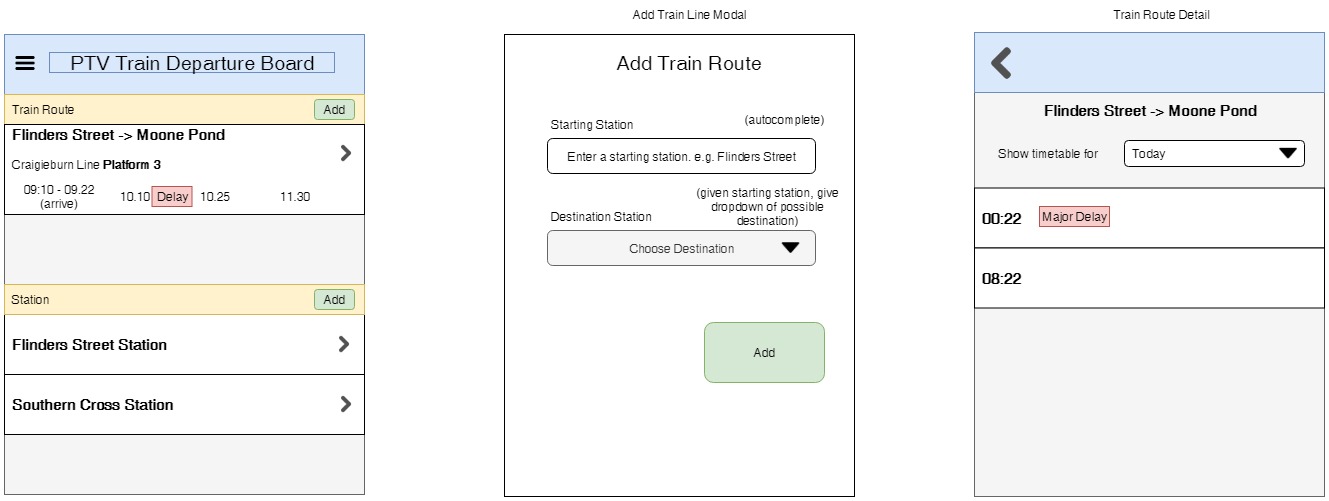 PTV Train Departure Board
Train Route
Add
Flinders Street -> Moone Pond
Craigieburn Line Platform 3
09:10 - 09.22
(arrive)
10.10 Delay 10.25 11.30
Station
Add
Flinders Street Station
Southern Cross Station
Add Train Line Modal
Add Train Route
Starting Station
(autocomplete)
Enter a starting station. e.g. Flinders Street
(given starting station, give
dropdown of possible
destination)
Destination Station
Choose Destination
Add
Train Route Detail
Flinders Street -> Moone Pond
Show timetable for
Today
00:22 Major Delay
08:22